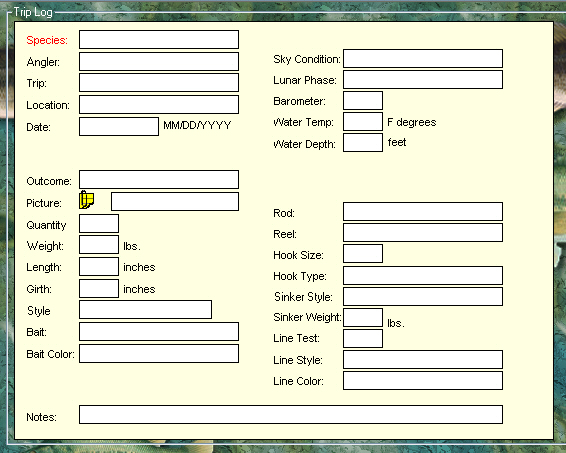 Trip Log
Species:
Angler:
Trip:
Location:
Date: MM/DD/YYYY
Sky Condition:
Lunar Phase:
Barometer:
Water Temp: F degrees
Water Depth: feet
Outcome:
Picture:
Quantity
Weight: lbs.
Length: inches
Girth: inches
Style
Bait:
Bait Color:
Rod:
Reel:
Hook Size:
Hook Type:
Sinker Style:
Sinker Weight: lbs.
Line Test:
Line Style:
Line Color:
Notes: